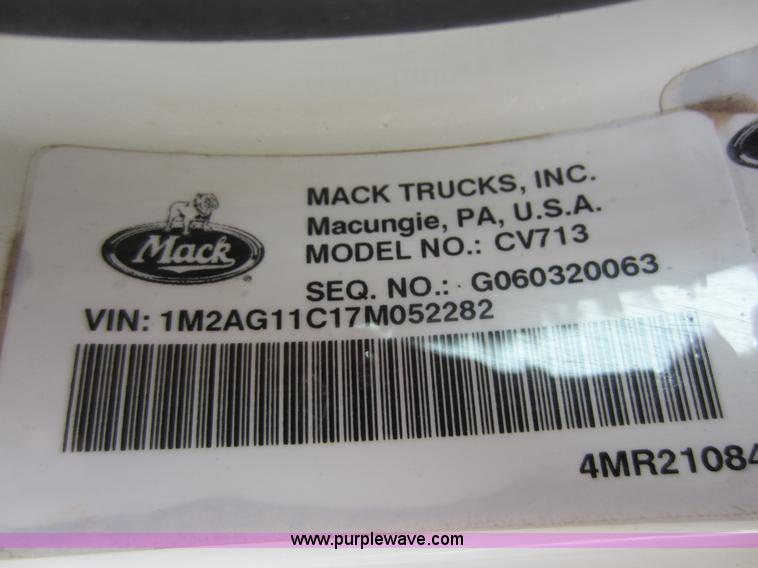 Mack
MACK TRUCKS, INC.
Macungie, PA, U.S.A.
MODEL NO.: CV713
SEQ. NO.: G060320063
VIN: 1M2AG11C17M052282
4MR21084
www.purplewave.com